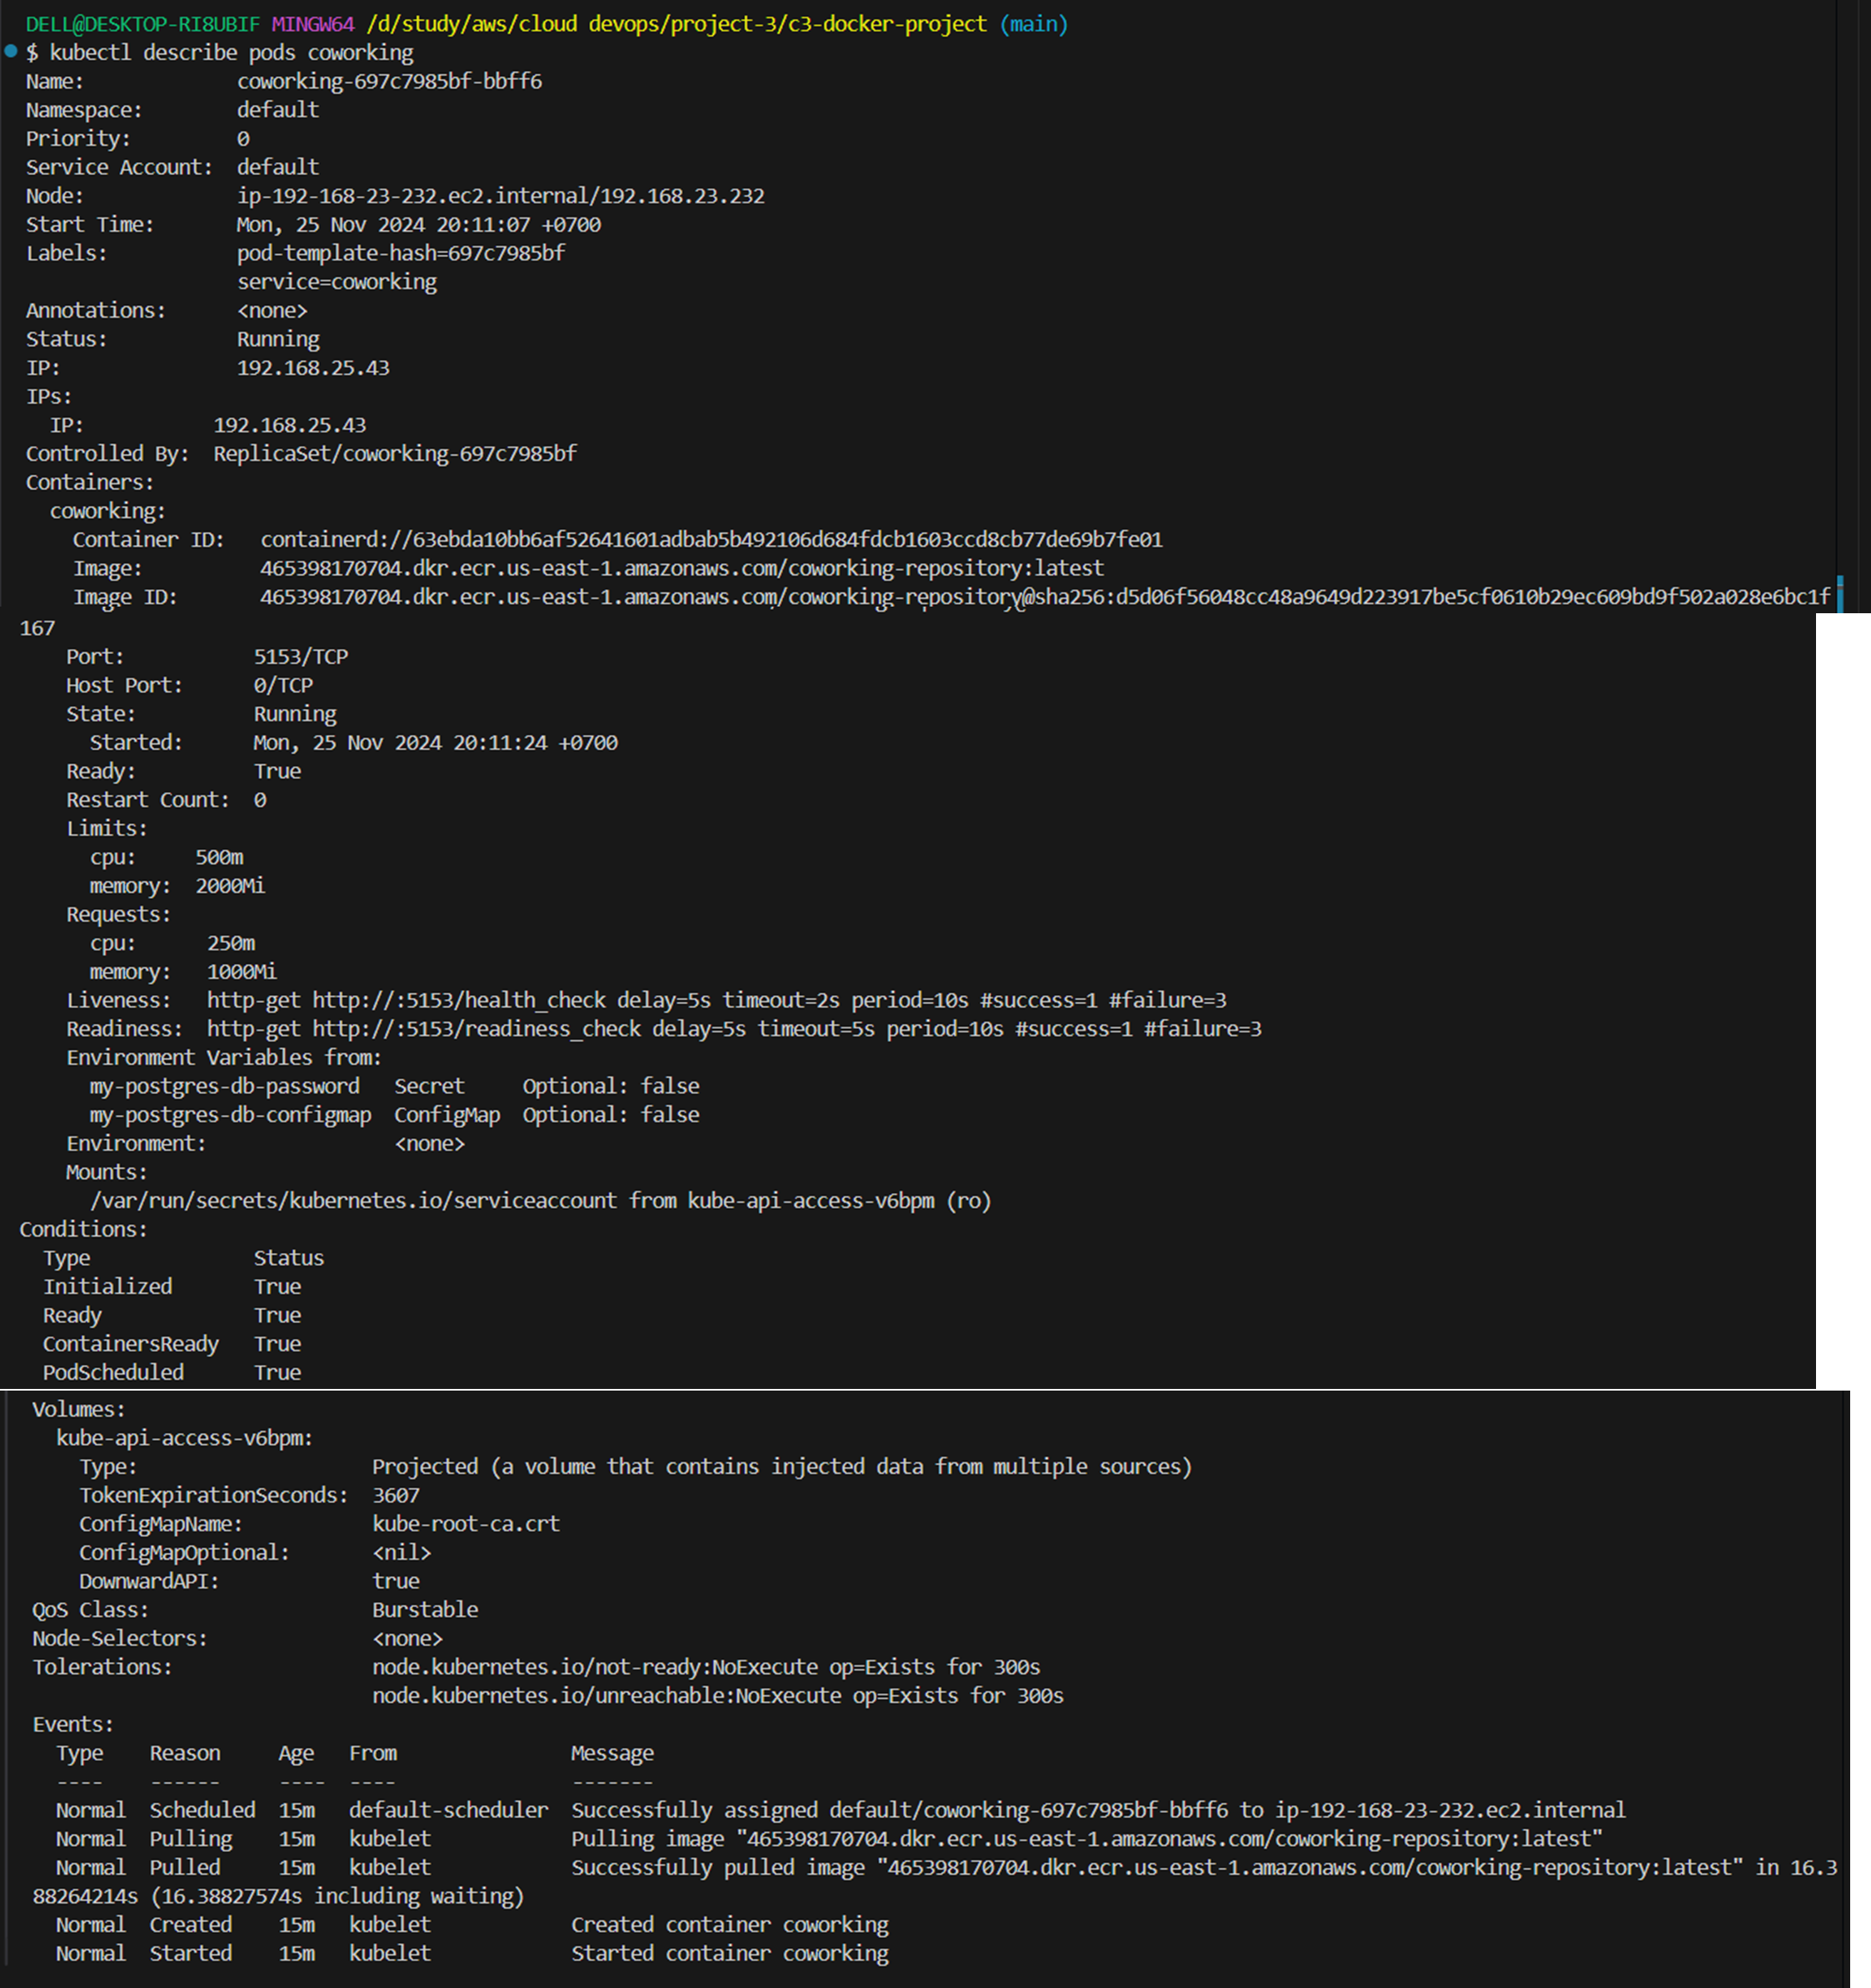 DELL@DESKTOP-RI8UBIF MINGW64 /d/study/aws/cloud devops/project-3/c3-docker-project (main)
$ kubectl describe pods coworking
Name:             coworking-697c7985bf-bbff6
Namespace:        default
Priority:         0
Service Account:  default
Node:             ip-192-168-23-232.ec2.internal/192.168.23.232
Start Time:       Mon, 25 Nov 2024 20:11:07 +0700
Labels:           pod-template-hash=697c7985bf
                  service=coworking
Annotations:      <none>
Status:           Running
IP:               192.168.25.43
IPs:
  IP:           192.168.25.43
Controlled By:  ReplicaSet/coworking-697c7985bf
Containers:
  coworking:
    Container ID:   containerd://63ebda10bb6af52641601adbab5b492106d684fdcb1603ccd8cb77de69b7fe01
    Image:          465398170704.dkr.ecr.us-east-1.amazonaws.com/coworking-repository:latest
    Image ID:       465398170704.dkr.ecr.us-east-1.amazonaws.com/coworking-repository@sha256:d5d06f56048cc48a9649d223917be5cf0610b29ec609bd9f502a028e6bc1f
167
    Port:           5153/TCP
    Host Port:      0/TCP
    State:          Running
      Started:      Mon, 25 Nov 2024 20:11:24 +0700
    Ready:          True
    Restart Count:  0
    Limits:
      cpu:     500m
      memory:  2000Mi
    Requests:
      cpu:      250m
      memory:   1000Mi
    Liveness:   http-get http://:5153/health_check delay=5s timeout=2s period=10s #success=1 #failure=3
    Readiness:  http-get http://:5153/readiness_check delay=5s timeout=5s period=10s #success=1 #failure=3
    Environment Variables from:
      my-postgres-db-password   Secret     Optional: false
      my-postgres-db-configmap  ConfigMap  Optional: false
    Environment:                <none>
    Mounts:
      /var/run/secrets/kubernetes.io/serviceaccount from kube-api-access-v6bpm (ro)
Conditions:
  Type              Status
  Initialized       True
  Ready             True
  ContainersReady   True
  PodScheduled      True
Volumes:
  kube-api-access-v6bpm:
    Type:                    Projected (a volume that contains injected data from multiple sources)
    TokenExpirationSeconds:  3607
    ConfigMapName:           kube-root-ca.crt
    ConfigMapOptional:       <nil>
    DownwardAPI:             true
QoS Class:                   Burstable
Node-Selectors:              <none>
Tolerations:                 node.kubernetes.io/not-ready:NoExecute op=Exists for 300s
                             node.kubernetes.io/unreachable:NoExecute op=Exists for 300s
Events:
  Type    Reason     Age   From               Message
  ----    ------     ----  ----               -------
  Normal  Scheduled  15m   default-scheduler  Successfully assigned default/coworking-697c7985bf-bbff6 to ip-192-168-23-232.ec2.internal
  Normal  Pulling    15m   kubelet            Pulling image "465398170704.dkr.ecr.us-east-1.amazonaws.com/coworking-repository:latest"
  Normal  Pulled     15m   kubelet            Successfully pulled image "465398170704.dkr.ecr.us-east-1.amazonaws.com/coworking-repository:latest" in 16.3
88264214s (16.38827574s including waiting)
  Normal  Created    15m   kubelet            Created container coworking
  Normal  Started    15m   kubelet            Started container coworking